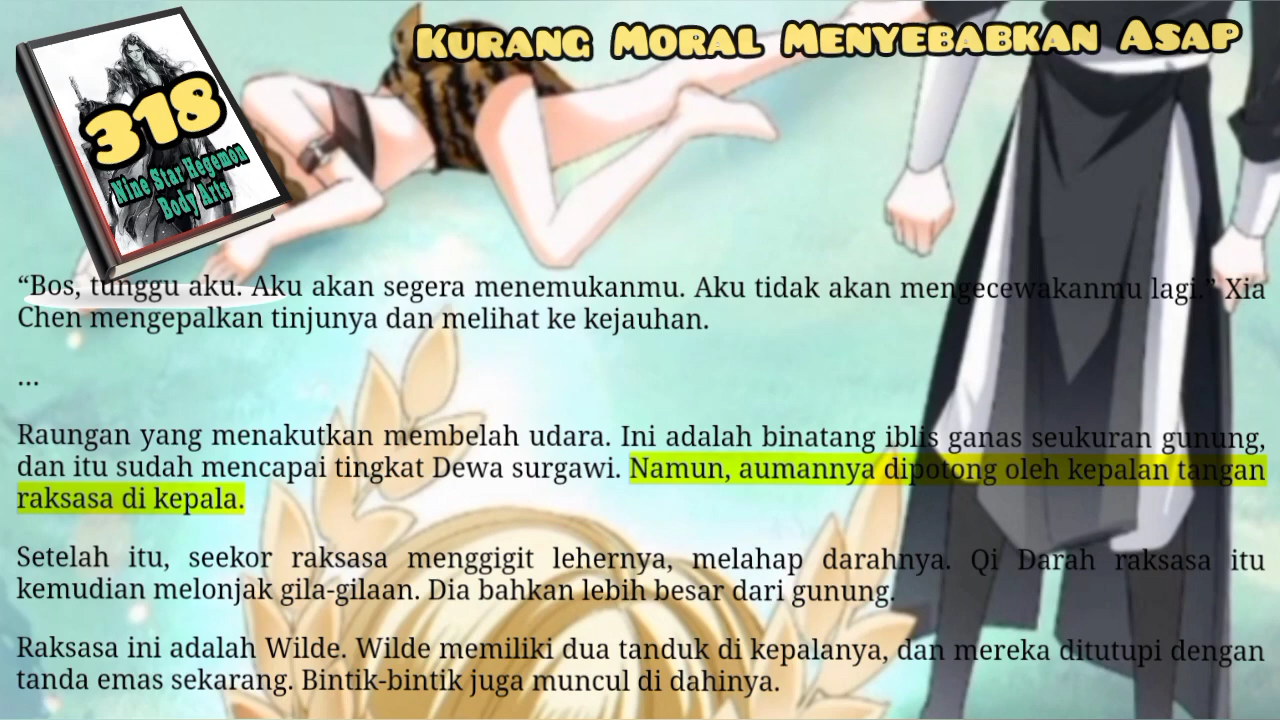 Kurang Moral Menyebabkan Asap
318
Nine Star Hegemon
Body Arts
“Bos, tunggu aku. Aku akan segera menemukanmu. Aku tidak akan mengecewakanmu lagi.” Xia
Chen mengepalkan tinjunya dan melihat ke kejauhan.
...
Raungan yang menakutkan membelah udara. Ini adalah binatang iblis ganas seukuran gunung,
dan itu sudah mencapai tingkat Dewa surgawi. Namun, aumannya dipotong oleh kepalan tangan
raksasa di kepala.
Setelah itu, seekor raksasa menggigit lehernya, melahap darahnya. Qi Darah raksasa itu
kemudian melonjak gila-gilaan. Dia bahkan lebih besar dari gunung.
Raksasa ini adalah Wilde. Wilde memiliki dua tanduk di kepalanya, dan mereka ditutupi dengan
tanda emas sekarang. Bintik-bintik juga muncul di dahinya.